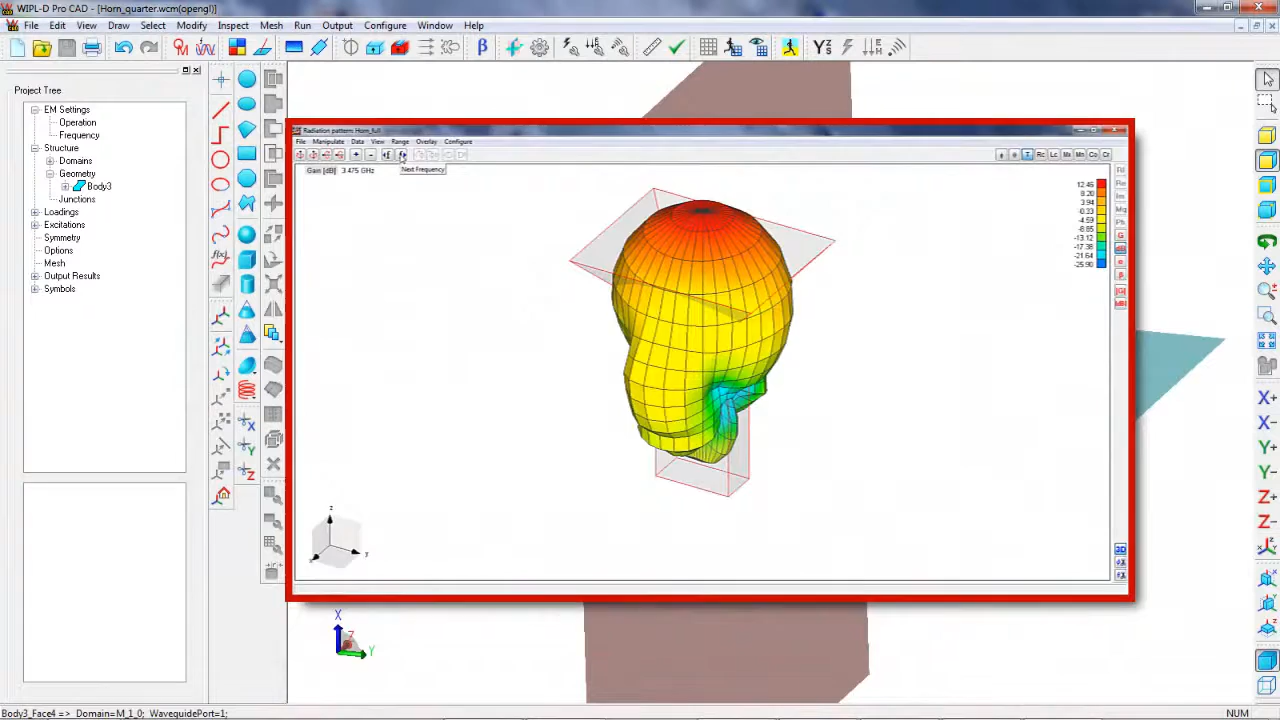 WIPL-D Pro CAD - [Horn_quarter.wcm(opengl)]
File Edit View Draw Select Modify Inspect Mesh Run Output Configure Window Help
Project Tree
EM Settings
Operation
Frequency
Domains
Geometry
Body3
Junctions
Loadings
Excitations
Symmetry
Options
Mesh
Output Results
Symbols
Radiation pattern: Horn_full
File Manipulate Data View Range Overlay Configure
Next Frequency
Gain [dB] 3.475 GHz
12.46
8.20
3.94
-0.33
-4.59
-8.85
-13.12
-17.38
-21.64
-25.90
3D
z
y
x
X
Z
Y
X+
X-
Y+
Y-
Z+
Z-
Body3_Face4 => Domain=M_1_0; WaveguidePort=1;
NUM